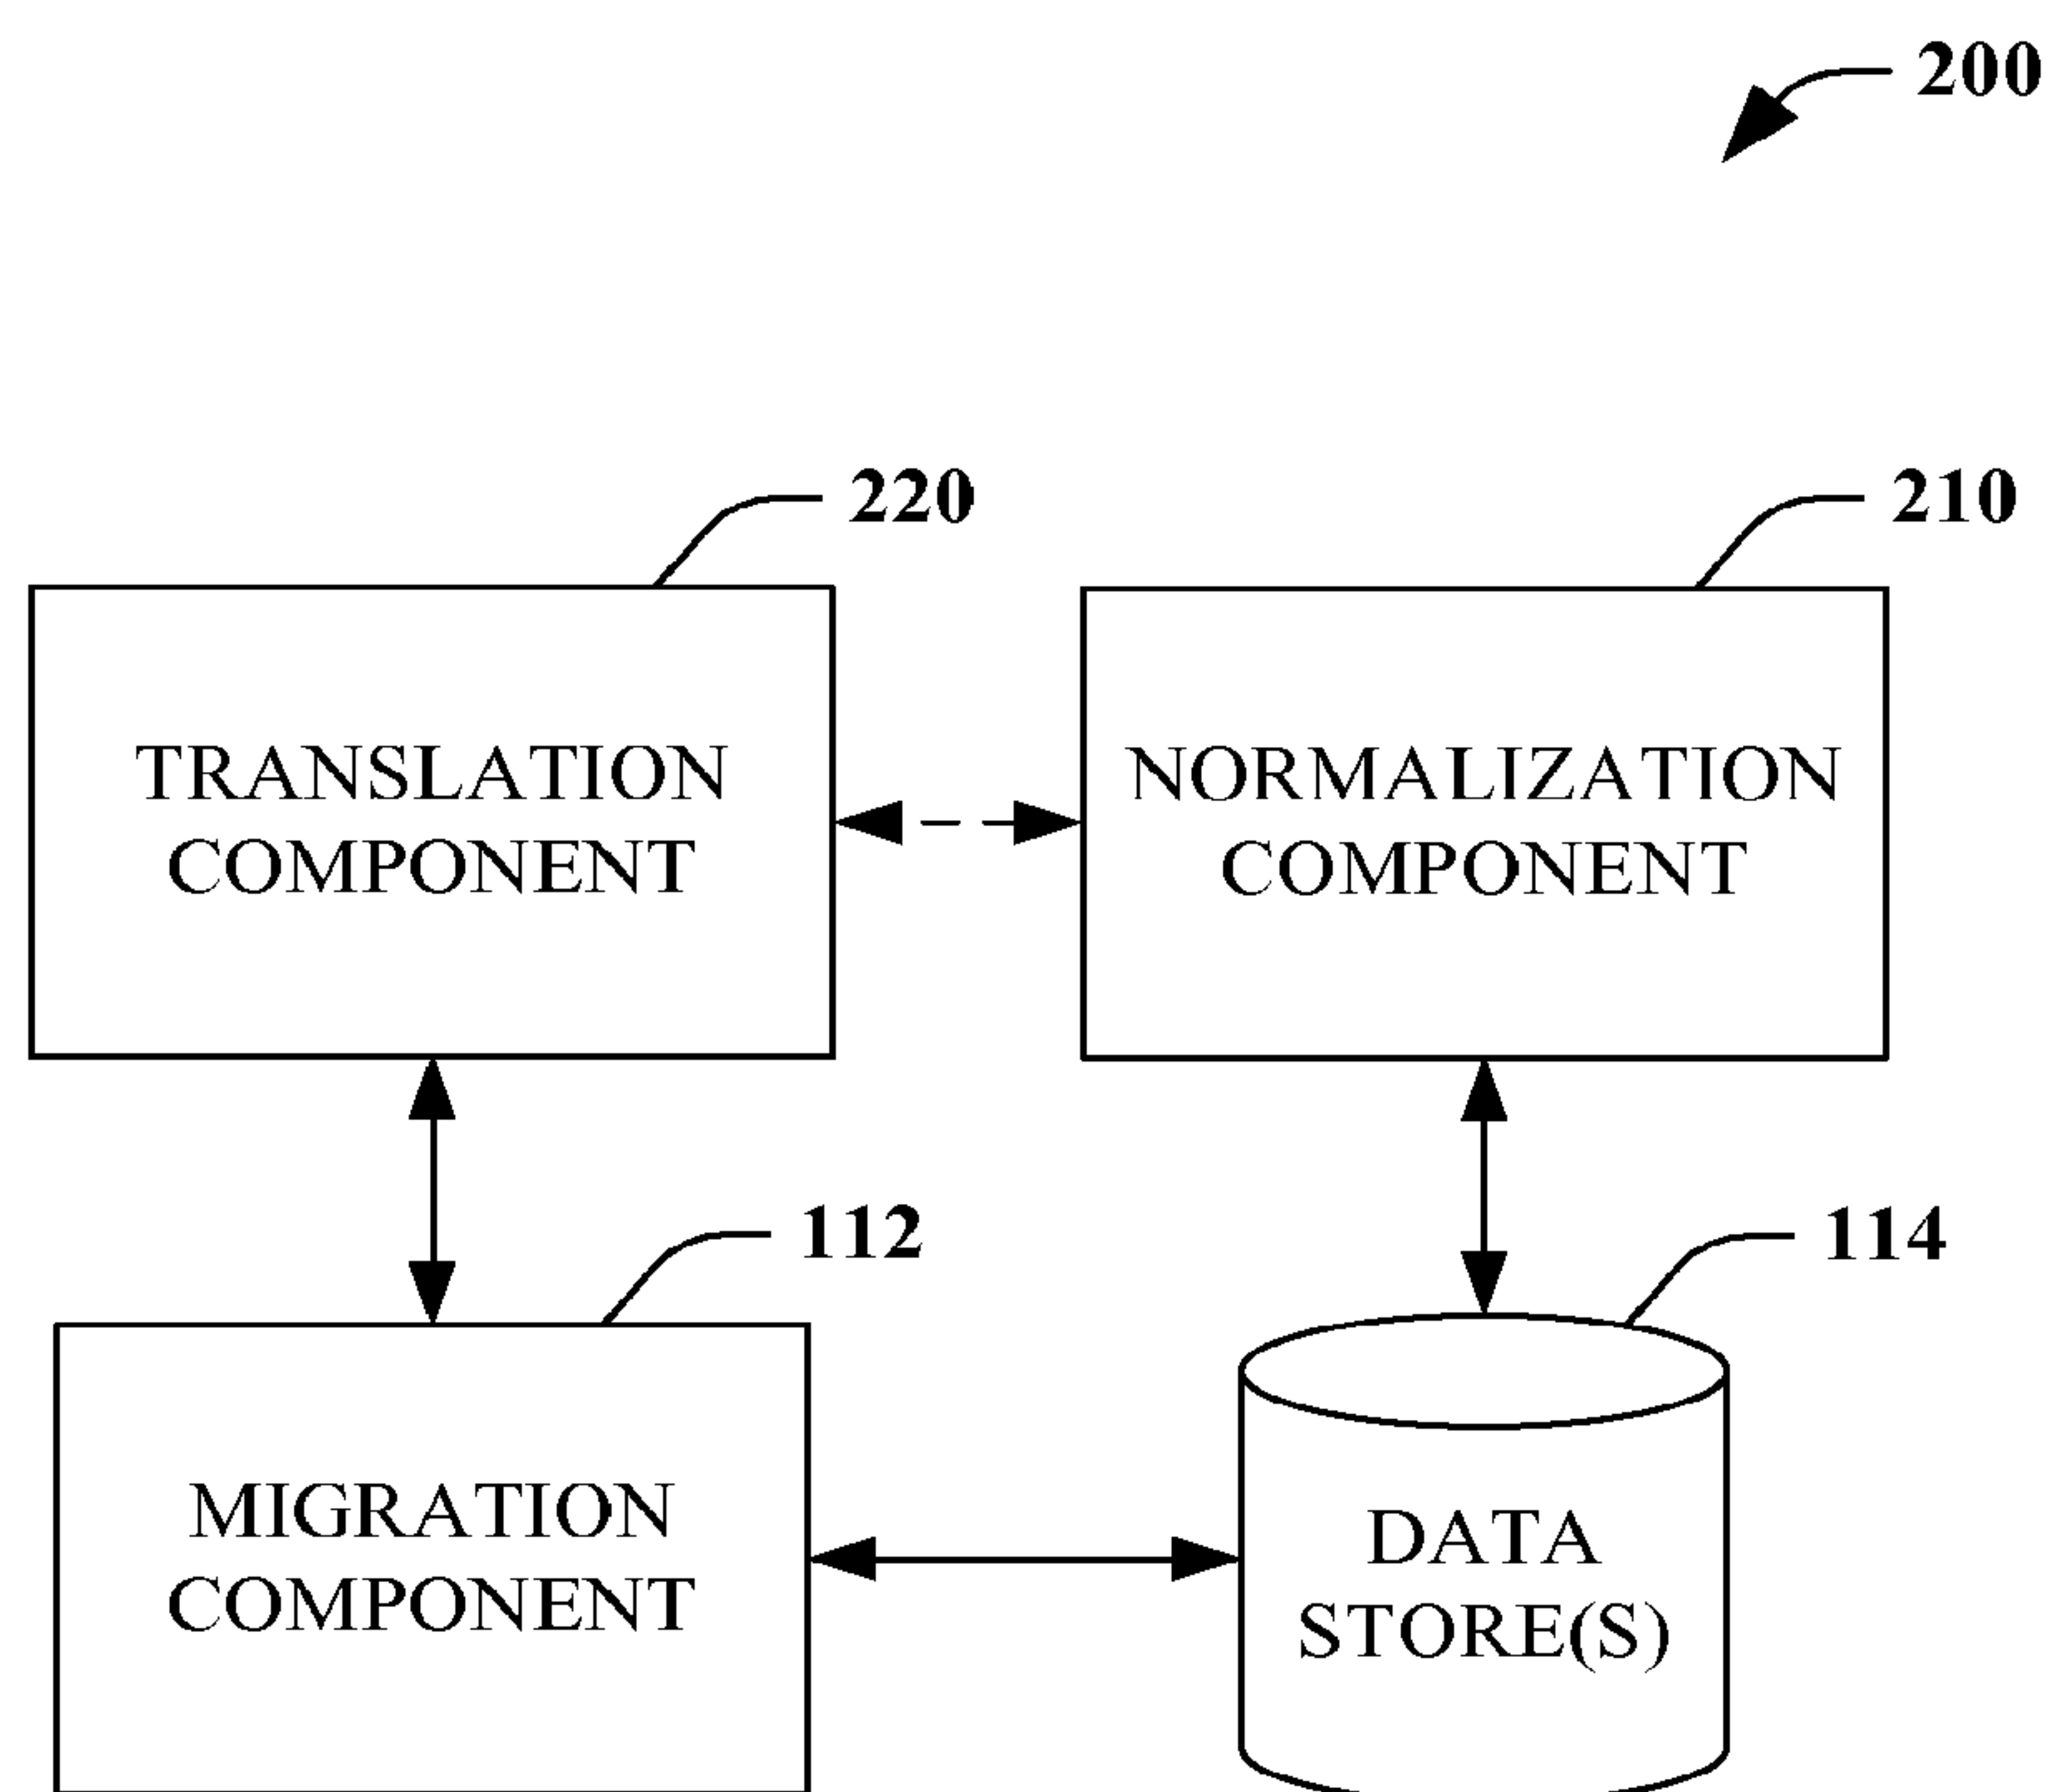 200
220
210
TRANSLATION
COMPONENT
NORMALIZATION
COMPONENT
112
114
MIGRATION
COMPONENT
DATA
STORE(S)